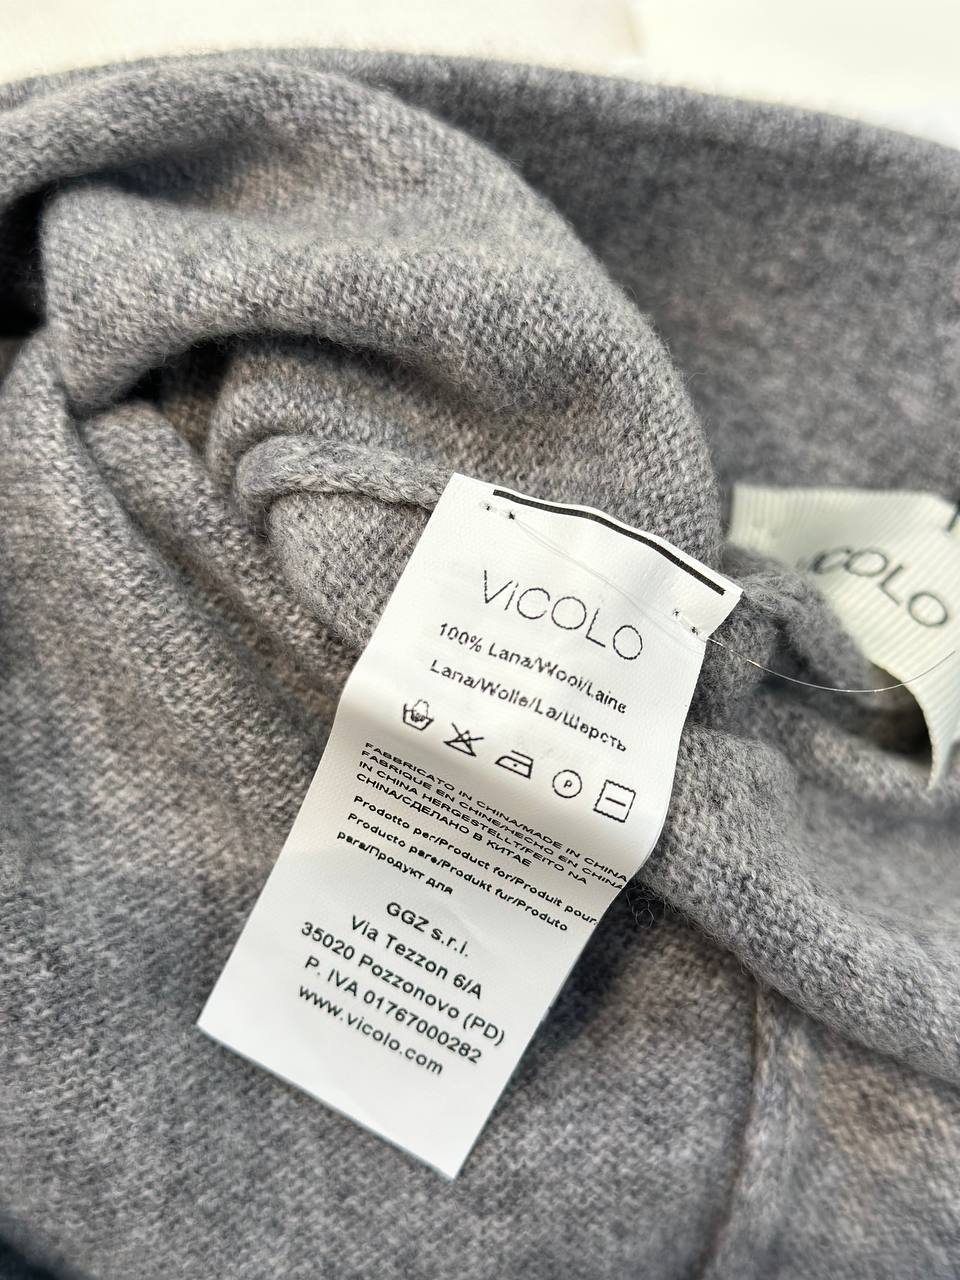 ViCOLO
100% Lana/Wool/Laine
Lana/Wolle/La/Шерсть
P
FABBRICATO IN CHINA/MADE IN CHINA
FABRIQUE EN CHINE/HECHO EN CHINA
IN CHINA HERGESTELLT/FEITO NA
CHINA/СДЕЛАНО В КИТАЕ
Prodotto per/Product for/Produit pour
Producto para/Produkt fur/Produto
para/Продукт для
GGZ s.r.l.
Via Tezzon 6/A
35020 Pozzonovo (PD)
P. IVA 01767000282
www.vicolo.com
COLO